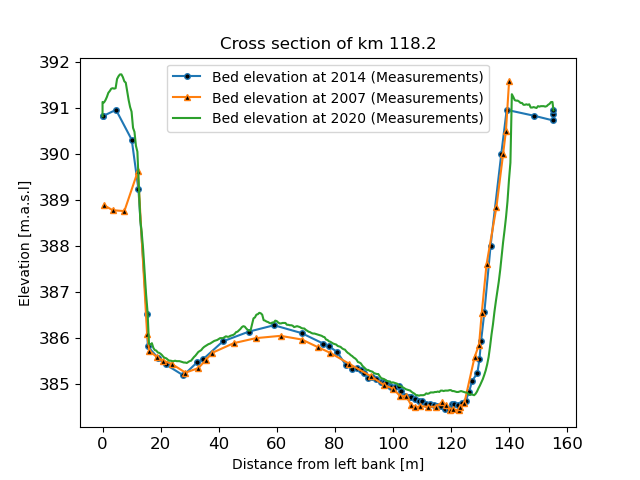 Cross section of km 118.2
Bed elevation at 2014 (Measurements)
Bed elevation at 2007 (Measurements)
Bed elevation at 2020 (Measurements)
Elevation [m.a.s.l]
392
391
390
389
388
387
386
385
0 20 40 60 80 100 120 140 160
Distance from left bank [m]